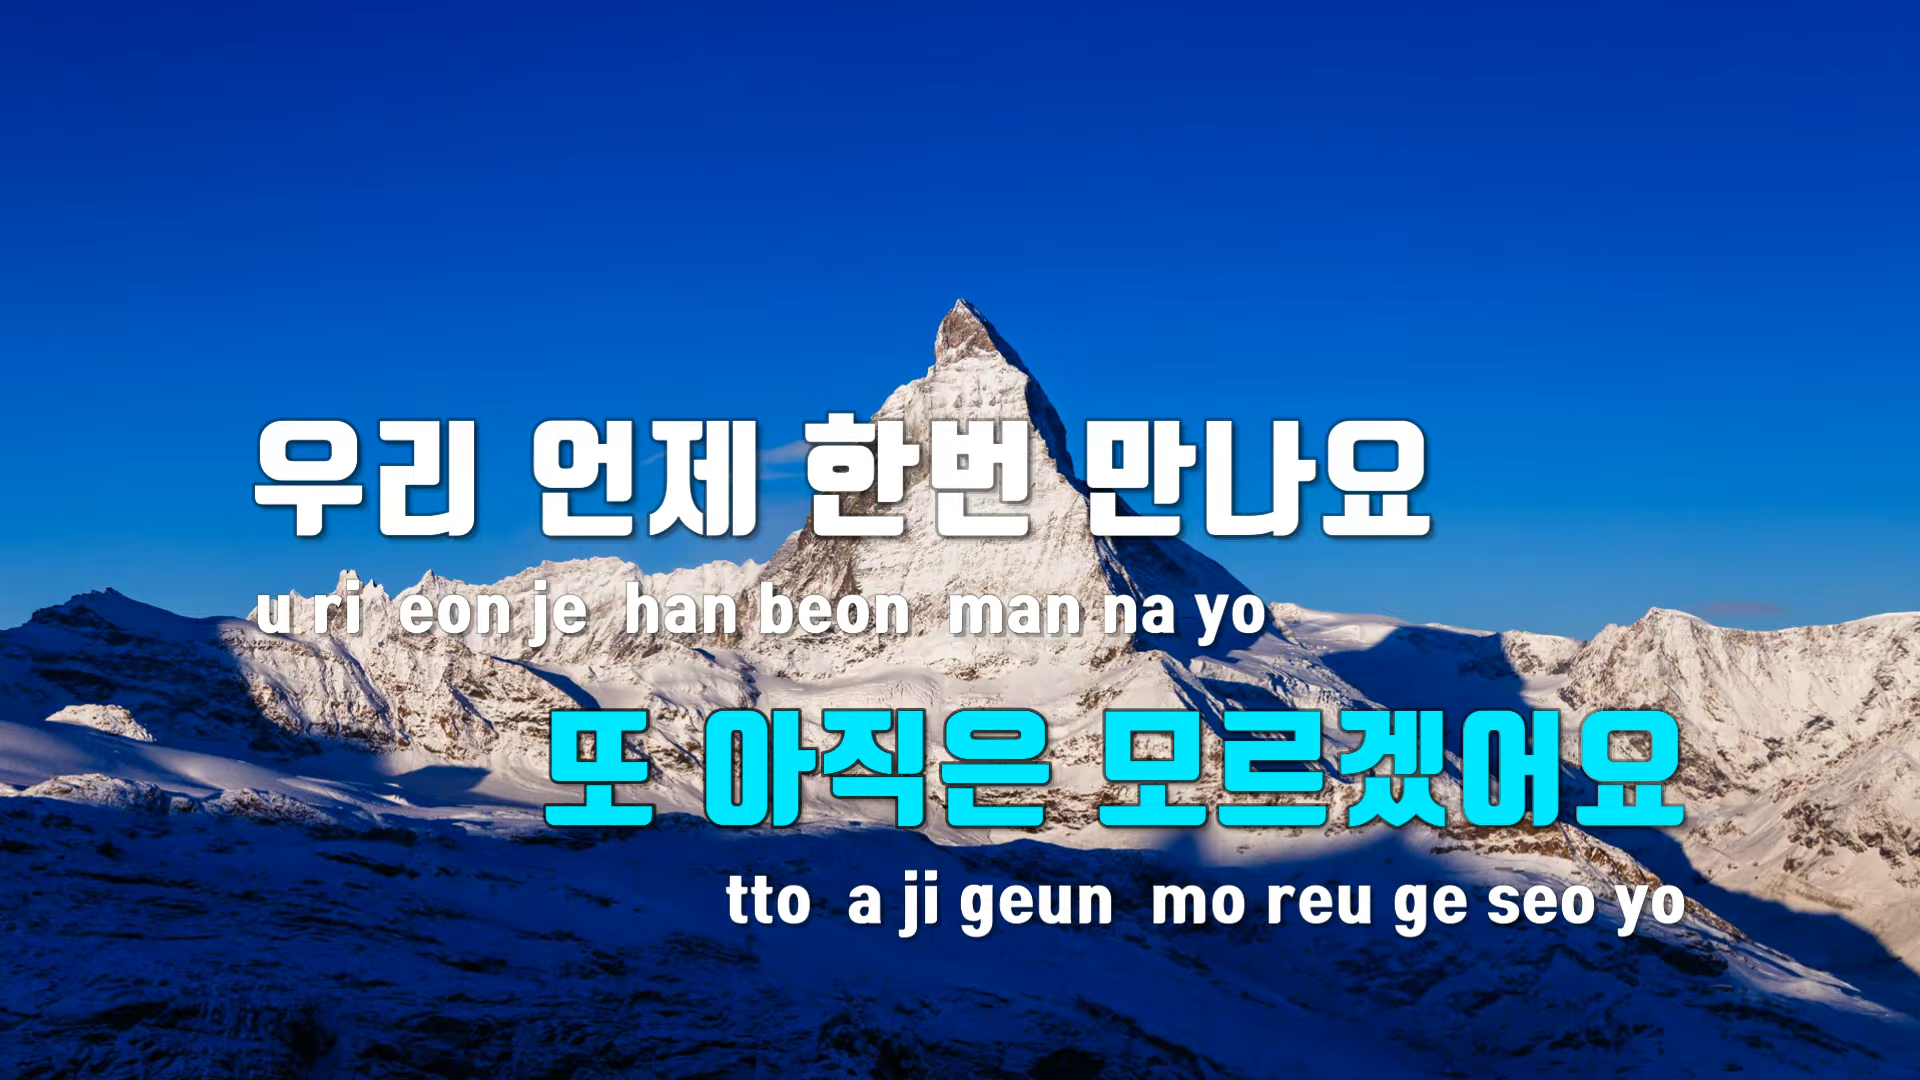 우리 언제 한번 만나요
u ri eon je han beon man na yo
또 아직은 모르겠어요
tto a ji geun mo reu ge seo yo